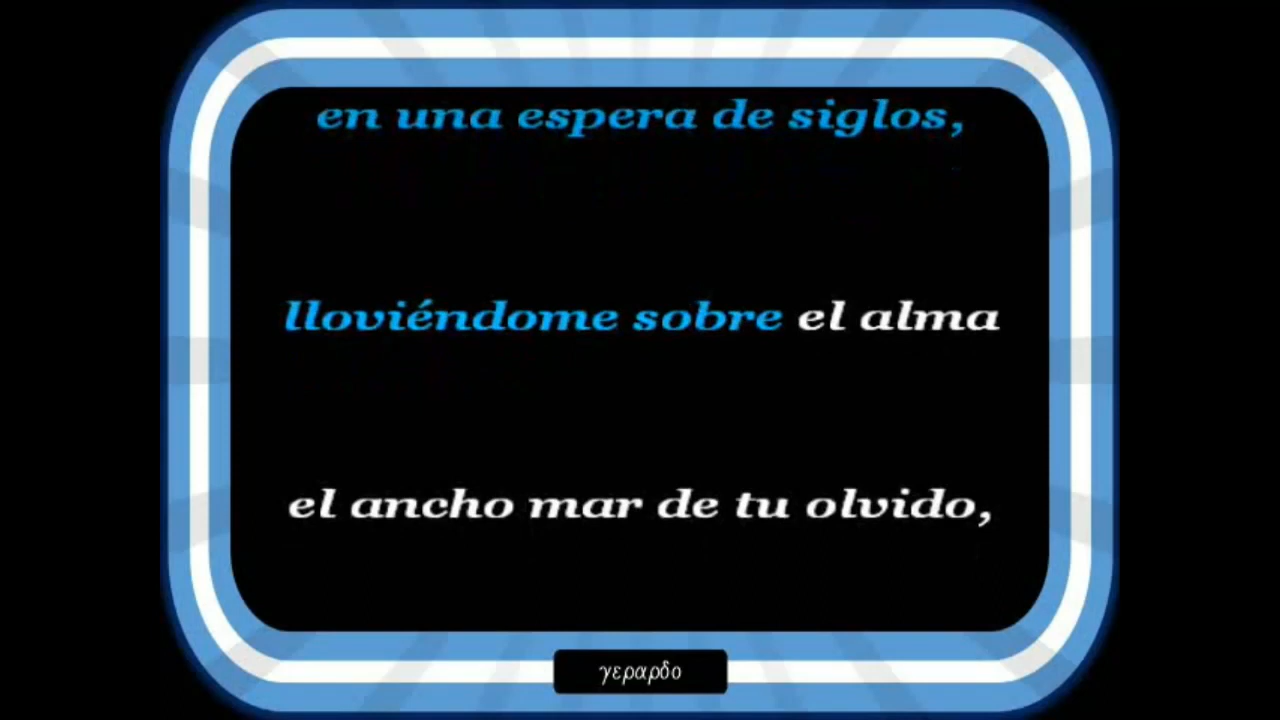 en una espera de siglos,
lloviéndome sobre el alma
el ancho mar de tu olvido,
γεραρδο